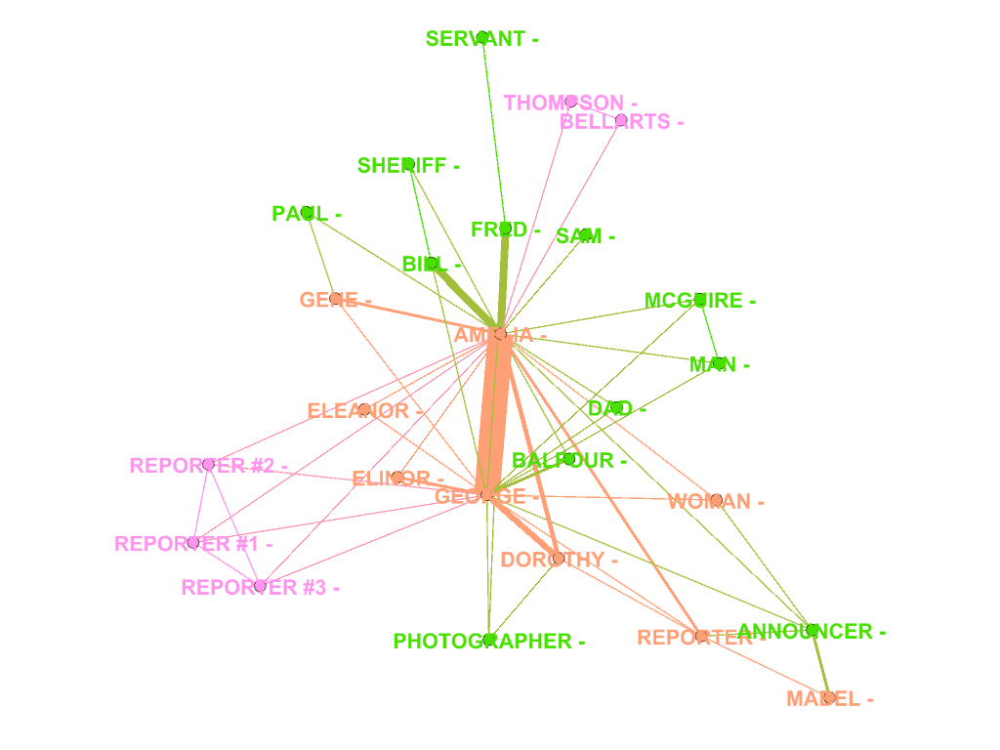 SERVANT -
THOMPSON -
BELLARTS -
SHERIFF -
PAUL -
FRED -
SAM -
BILL -
GENE -
MCGUIRE -
AMELIA -
MAN -
ELEANOR -
DAD -
BALFOUR -
REPORTER #2 -
ELINOR -
GEORGE -
WOMAN -
REPORTER #1 -
DOROTHY -
REPORTER #3 -
PHOTOGRAPHER -
REPORTER -
ANNOUNCER -
MABEL -